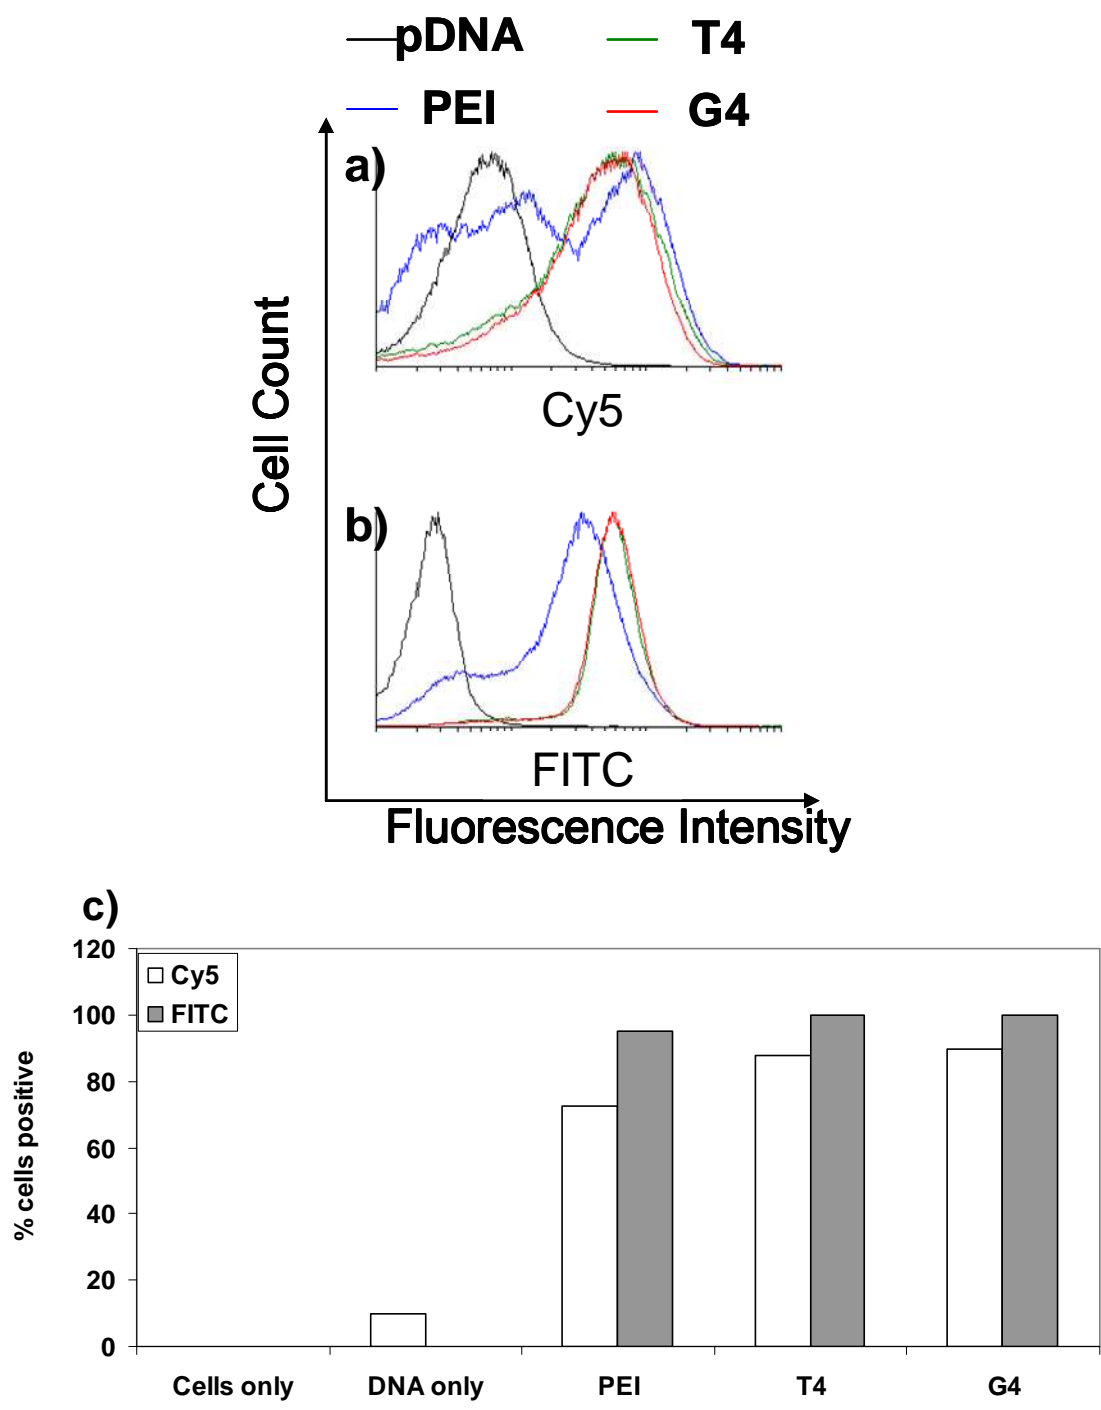 pDNA T4
PEI G4
a)
Cell Count
Cy5
b)
FITC
Fluorescence Intensity
c)
120
100
80
60
40
20
0
% cells positive
Cy5
FITC
Cells only DNA only PEI T4 G4